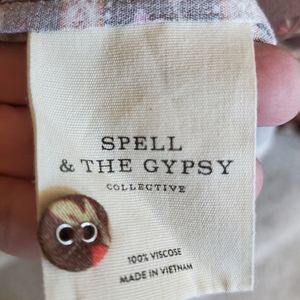 SPELL
& THE GYPSY
COLLECTIVE
100% VISCOSE
MADE IN VIETNAM